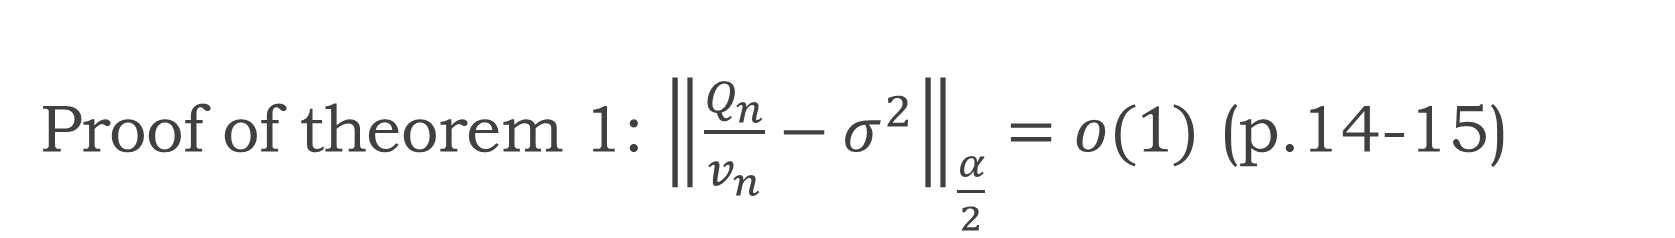 Proof of theorem 1: ‖Qₙ/vₙ − σ²‖_{α/2} = o(1) (p.14-15)